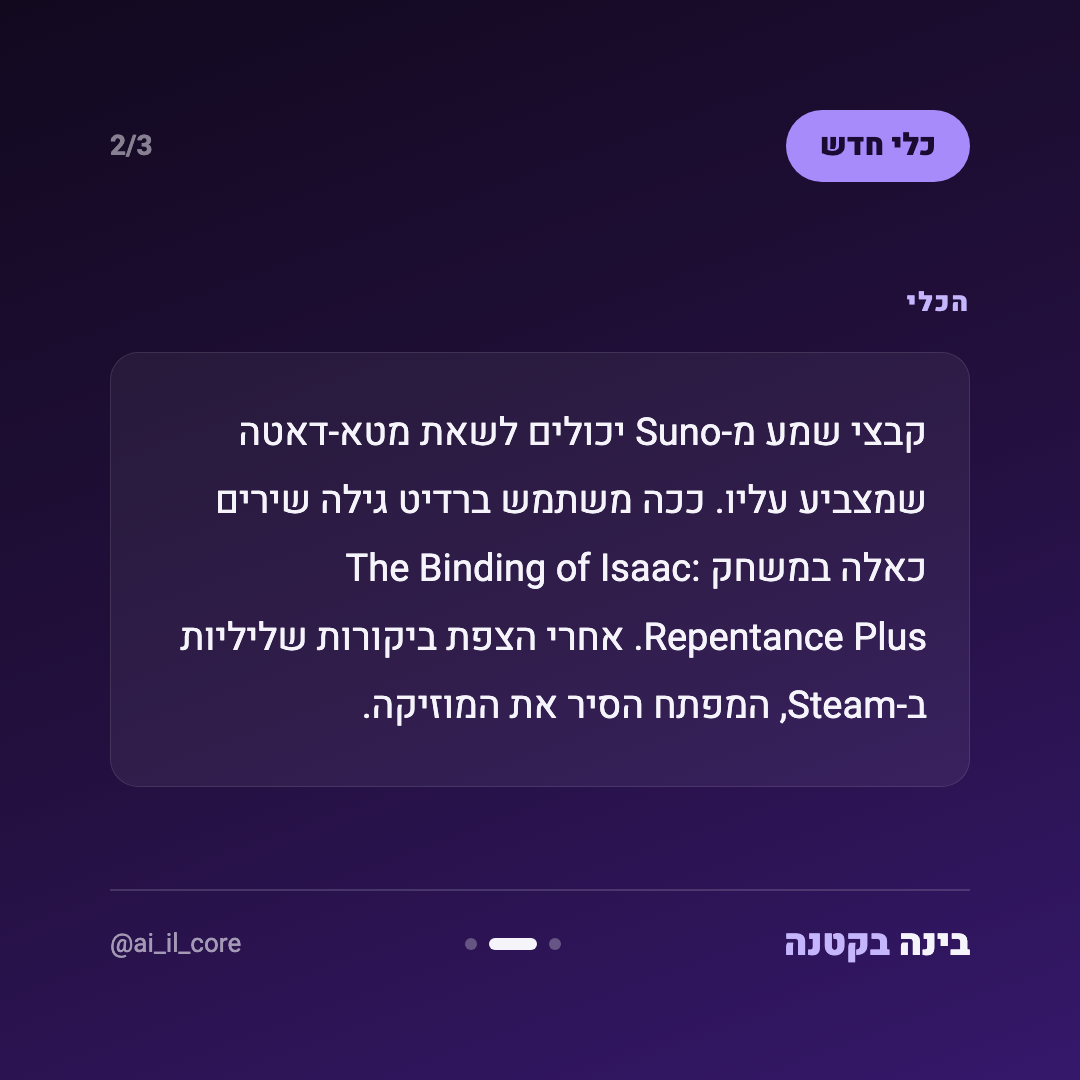 כלי חדש
2/3
הכלי
קבצי שמע מ-Suno יכולים לשאת מטא-דאטה
שמצביע עליו. ככה משתמש ברדיט גילה שירים
כאלה במשחק The Binding of Isaac:
Repentance Plus. אחרי הצפת ביקורות שליליות
ב-Steam, המפתח הסיר את המוזיקה.
בינה בקטנה
@ai_il_core